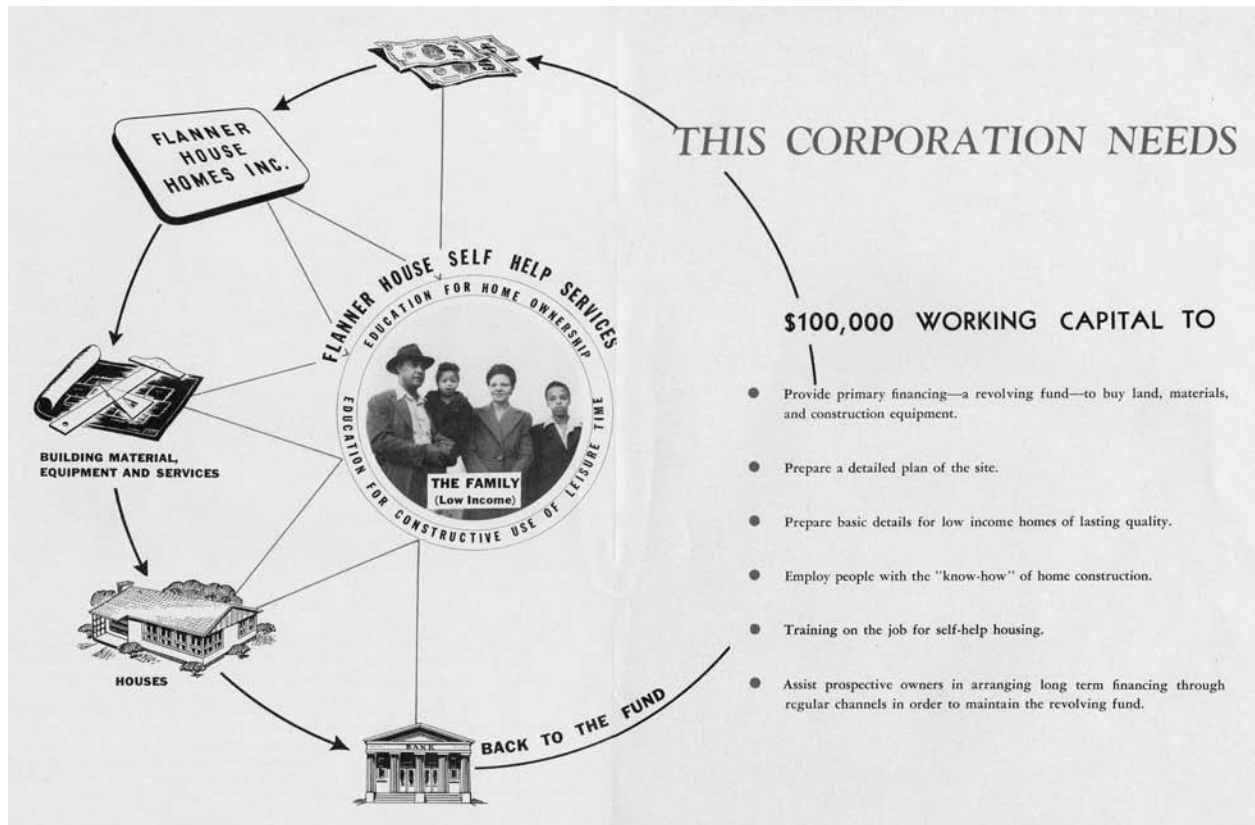 FLANNER
HOUSE
HOMES INC.
BUILDING MATERIAL,
EQUIPMENT AND SERVICES
HOUSES
FLANNER HOUSE SELF HELP SERVICES
EDUCATION FOR HOME OWNERSHIP
EDUCATION FOR CONSTRUCTIVE USE OF LEISURE TIME
THE FAMILY
(Low Income)
BANK
BACK TO THE FUND
THIS CORPORATION NEEDS
$100,000 WORKING CAPITAL TO
Provide primary financing—a revolving fund—to buy land, materials,
and construction equipment.
Prepare a detailed plan of the site.
Prepare basic details for low income homes of lasting quality.
Employ people with the "know-how" of home construction.
Training on the job for self-help housing.
Assist prospective owners in arranging long term financing through
regular channels in order to maintain the revolving fund.